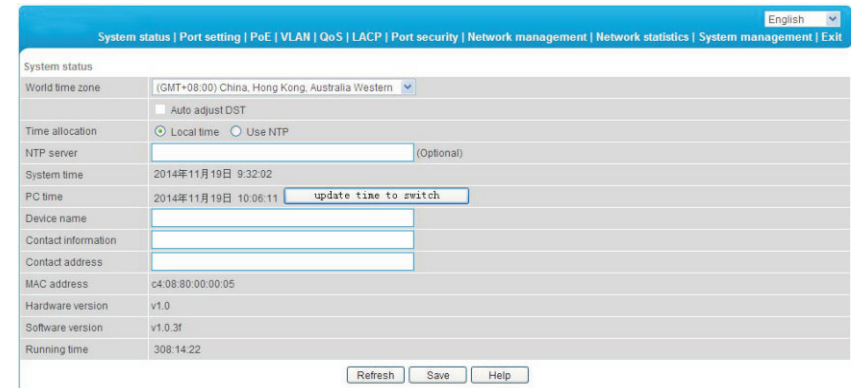 English
System status | Port setting | PoE | VLAN | QoS | LACP | Port security | Network management | Network statistics | System management | Exit
System status
World time zone (GMT+08:00) China, Hong Kong, Australia Western
Auto adjust DST
Time allocation Local time Use NTP
NTP server (Optional)
System time 2014年11月19日 9:32:02
PC time 2014年11月19日 10:06:11 update time to switch
Device name
Contact information
Contact address
MAC address c4:08:80:00:00:05
Hardware version v1.0
Software version v1.0.3f
Running time 308:14:22
Refresh Save Help